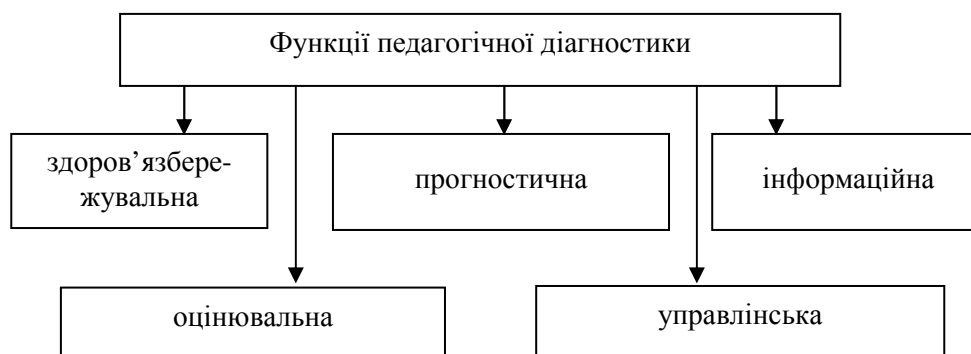 Функції педагогічної діагностики
здоров’язбере-
жувальна
прогностична
інформаційна
оцінювальна
управлінська